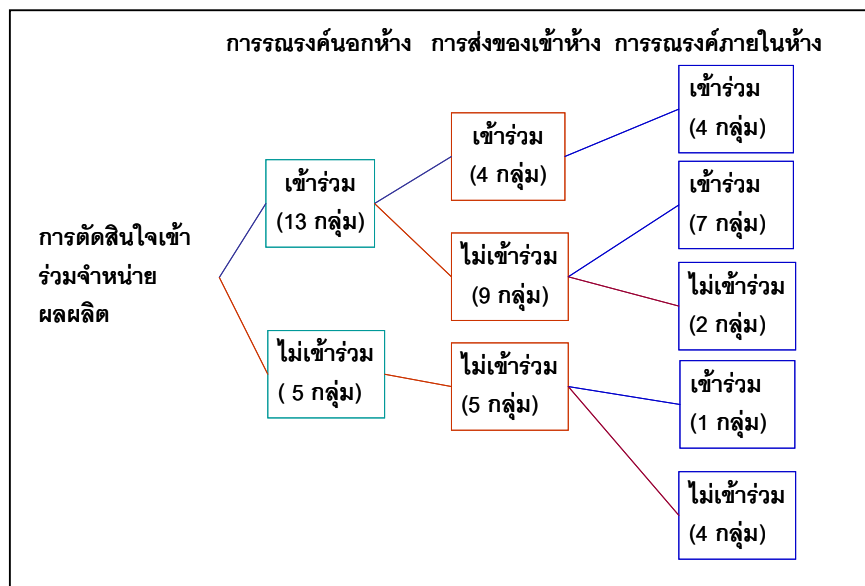 การรณรงค์นอกห้าง
การส่งของเข้าห้าง
การรณรงค์ภายในห้าง
การตัดสินใจเข้า
ร่วมจำหน่าย
ผลผลิต
เข้าร่วม
(13 กลุ่ม)
ไม่เข้าร่วม
( 5 กลุ่ม)
เข้าร่วม
(4 กลุ่ม)
ไม่เข้าร่วม
(9 กลุ่ม)
ไม่เข้าร่วม
(5 กลุ่ม)
เข้าร่วม
(4 กลุ่ม)
เข้าร่วม
(7 กลุ่ม)
ไม่เข้าร่วม
(2 กลุ่ม)
เข้าร่วม
(1 กลุ่ม)
ไม่เข้าร่วม
(4 กลุ่ม)